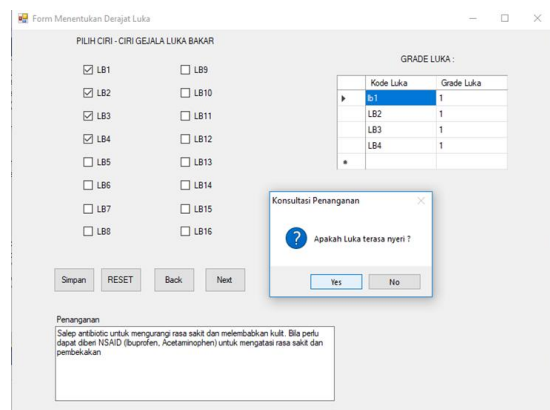 Form Menentukan Derajat Luka
PILIH CIRI - CIRI GEJALA LUKA BAKAR
LB1
LB2
LB3
LB4
LB5
LB6
LB7
LB8
LB9
LB10
LB11
LB12
LB13
LB14
LB15
LB16
GRADE LUKA :
Kode Luka Grade Luka
lb1 1
LB2 1
LB3 1
LB4 1
Konsultasi Penanganan
Apakah Luka terasa nyeri ?
Yes No
Simpan RESET Back Next
Penanganan
Salep antibiotic untuk mengurangi rasa sakit dan melembabkan kulit. Bila perlu
dapat diberi NSAID (Ibuprofen, Acetaminophen) untuk mengatasi rasa sakit dan
pembekakan